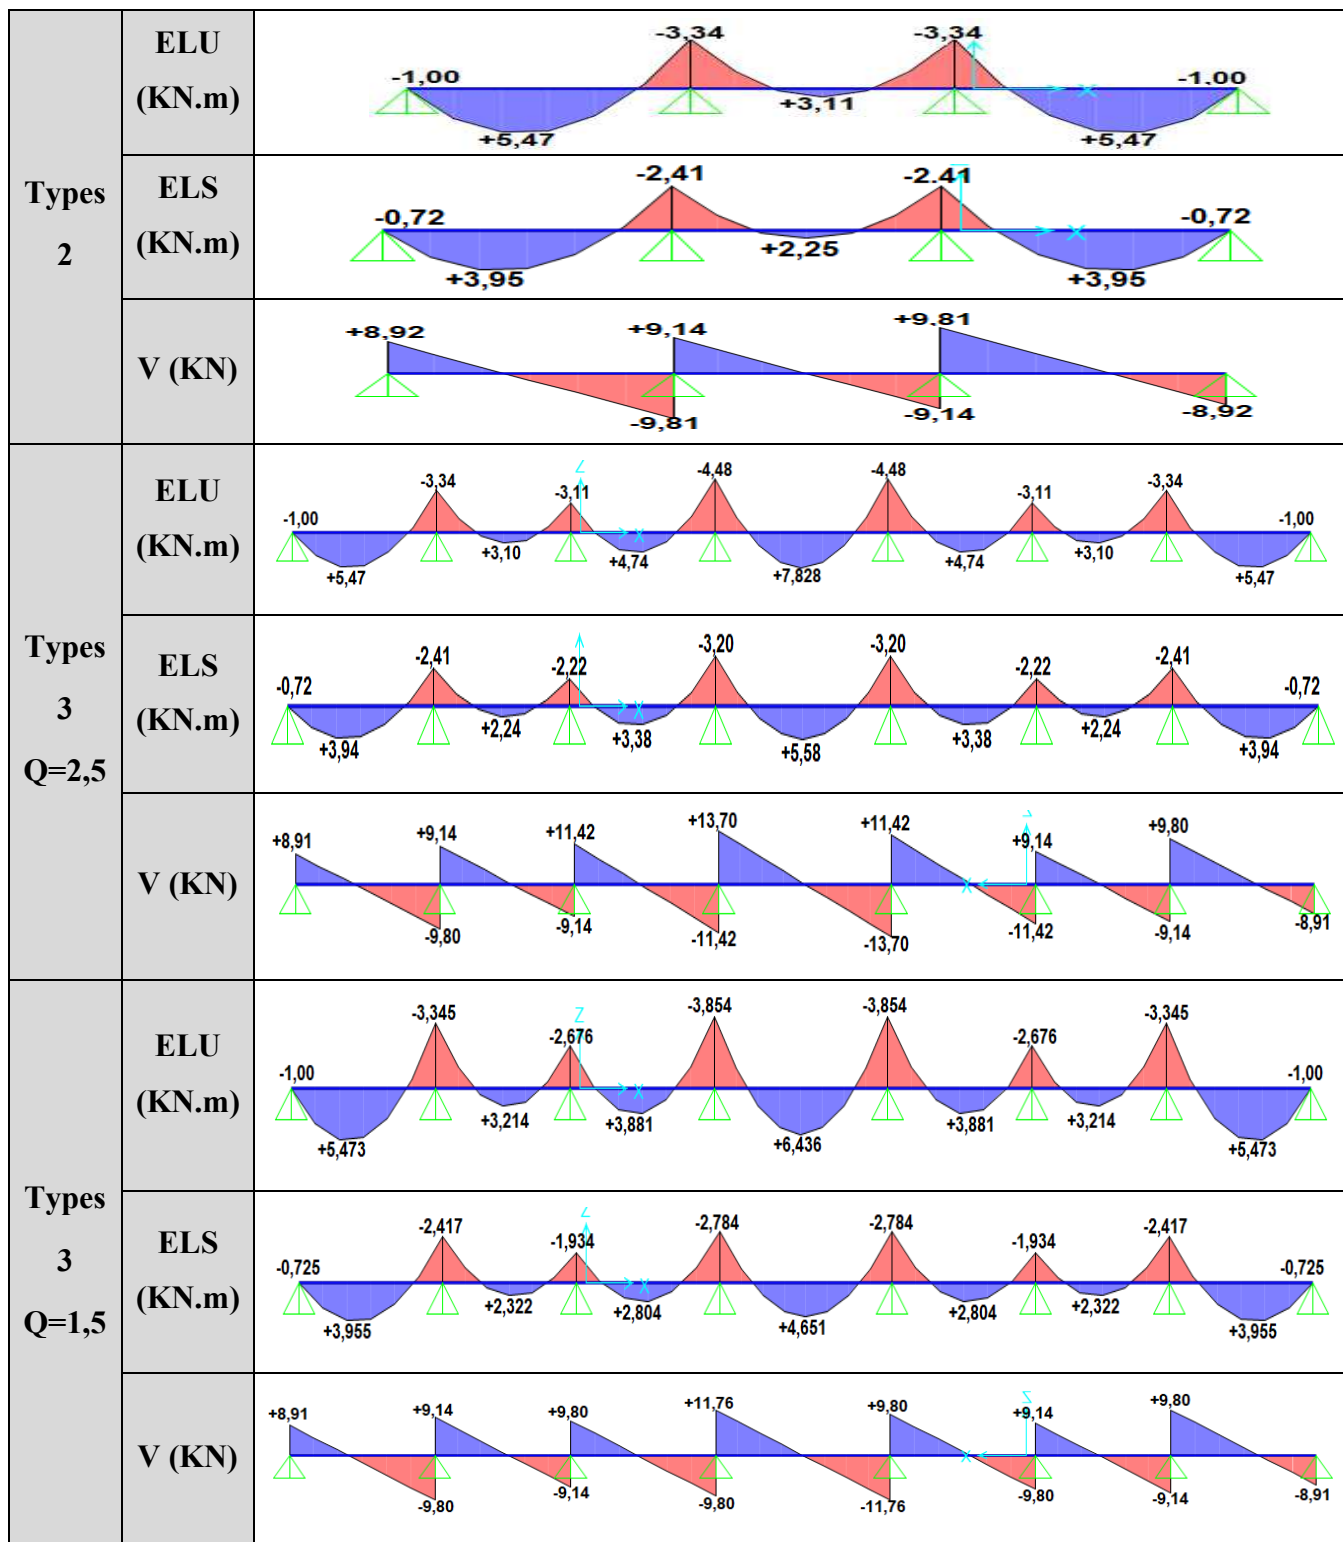 Types
2
ELU
(KN.m)
-1,00 -3,34 -3,34 -1,00
+5,47 +3,11 +5,47
X
ELS
(KN.m)
-0,72 -2,41 -2.41 -0,72
+3,95 +2,25 +3,95
X
V (KN)
+8,92 +9,14 +9.81
-9,81 -9,14 -8,92
Types
3
Q=2,5
ELU
(KN.m)
-1,00 -3,34 -3,11 -4,48 -4,48 -3,11 -3,34 -1,00
Z
X
+5,47 +3,10 +4,74 +7,828 +4,74 +3,10 +5,47
ELS
(KN.m)
-0,72 -2,41 -2,22 -3,20 -3,20 -2,22 -2,41 -0,72
X
+3,94 +2,24 +3,38 +5,58 +3,38 +2,24 +3,94
V (KN)
+8,91 +9,14 +11,42 +13,70 +11,42 +9,14 +9,80
Z
X
-9,80 -9,14 -11,42 -13,70 -11,42 -9,14 -8,91
Types
3
Q=1,5
ELU
(KN.m)
-1,00 -3,345 -2,676 -3,854 -3,854 -2,676 -3,345 -1,00
Z
X
+5,473 +3,214 +3,881 +6,436 +3,881 +3,214 +5,473
ELS
(KN.m)
-0,725 -2,417 -1,934 -2,784 -2,784 -1,934 -2,417 -0,725
Z
X
+3,955 +2,322 +2,804 +4,651 +2,804 +2,322 +3,955
V (KN)
+8,91 +9,14 +9,80 +11,76 +9,80 +9,14 +9,80
Z
X
-9,80 -9,14 -9,80 -11,76 -9,80 -9,14 -8,91